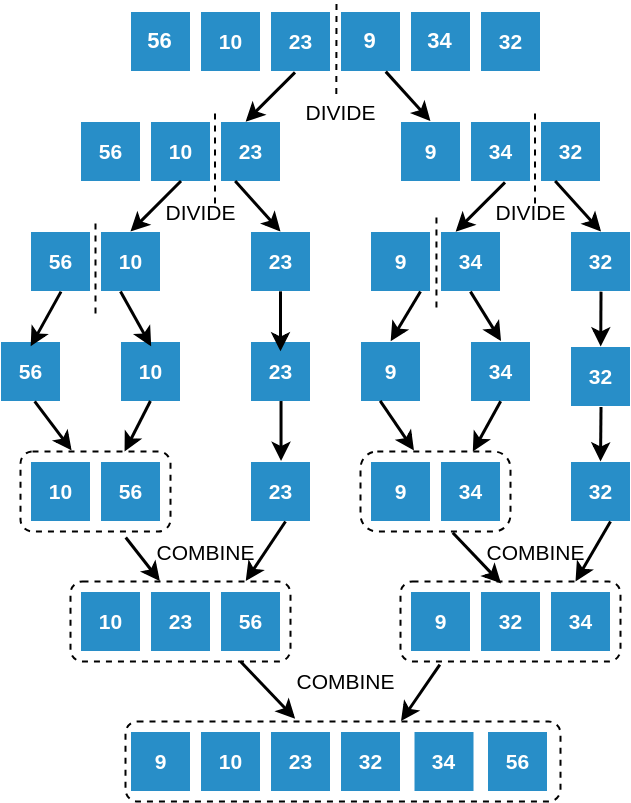 56 10 23 9 34 32
DIVIDE
56 10 23 9 34 32
DIVIDE DIVIDE
56 10 23 9 34 32
56 10 23 9 34 32
10 56 23 9 34 32
COMBINE COMBINE
10 23 56 9 32 34
COMBINE
9 10 23 32 34 56